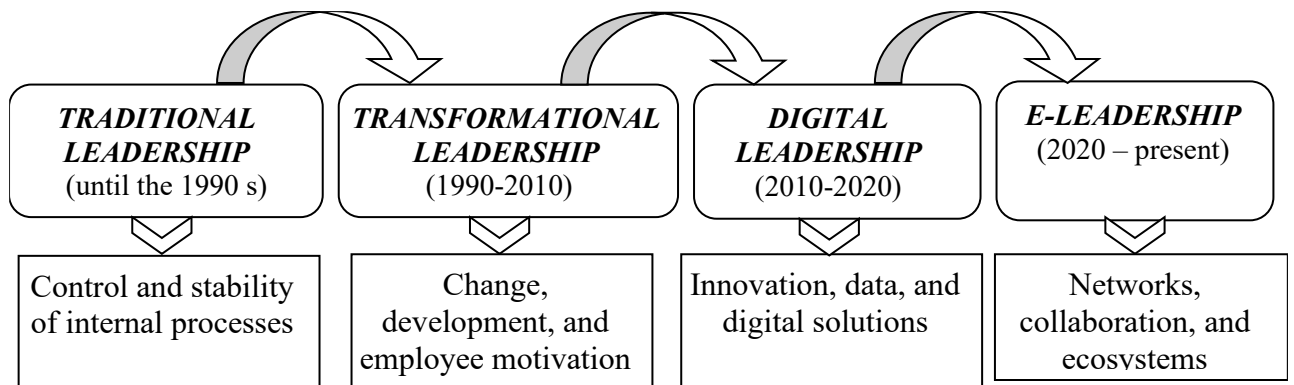 TRADITIONAL
LEADERSHIP
(until the 1990 s)
TRANSFORMATIONAL
LEADERSHIP
(1990-2010)
DIGITAL
LEADERSHIP
(2010-2020)
E-LEADERSHIP
(2020 – present)
Control and stability
of internal processes
Change,
development, and
employee motivation
Innovation, data, and
digital solutions
Networks,
collaboration, and
ecosystems